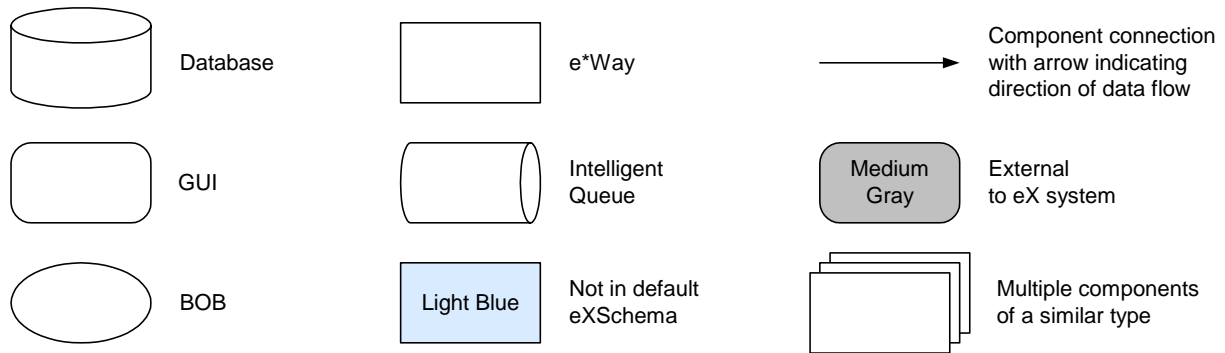 Database
e*Way
Component connection
with arrow indicating
direction of data flow
GUI
Intelligent
Queue
Medium
Gray
External
to eX system
BOB
Light Blue
Not in default
eXSchema
Multiple components
of a similar type